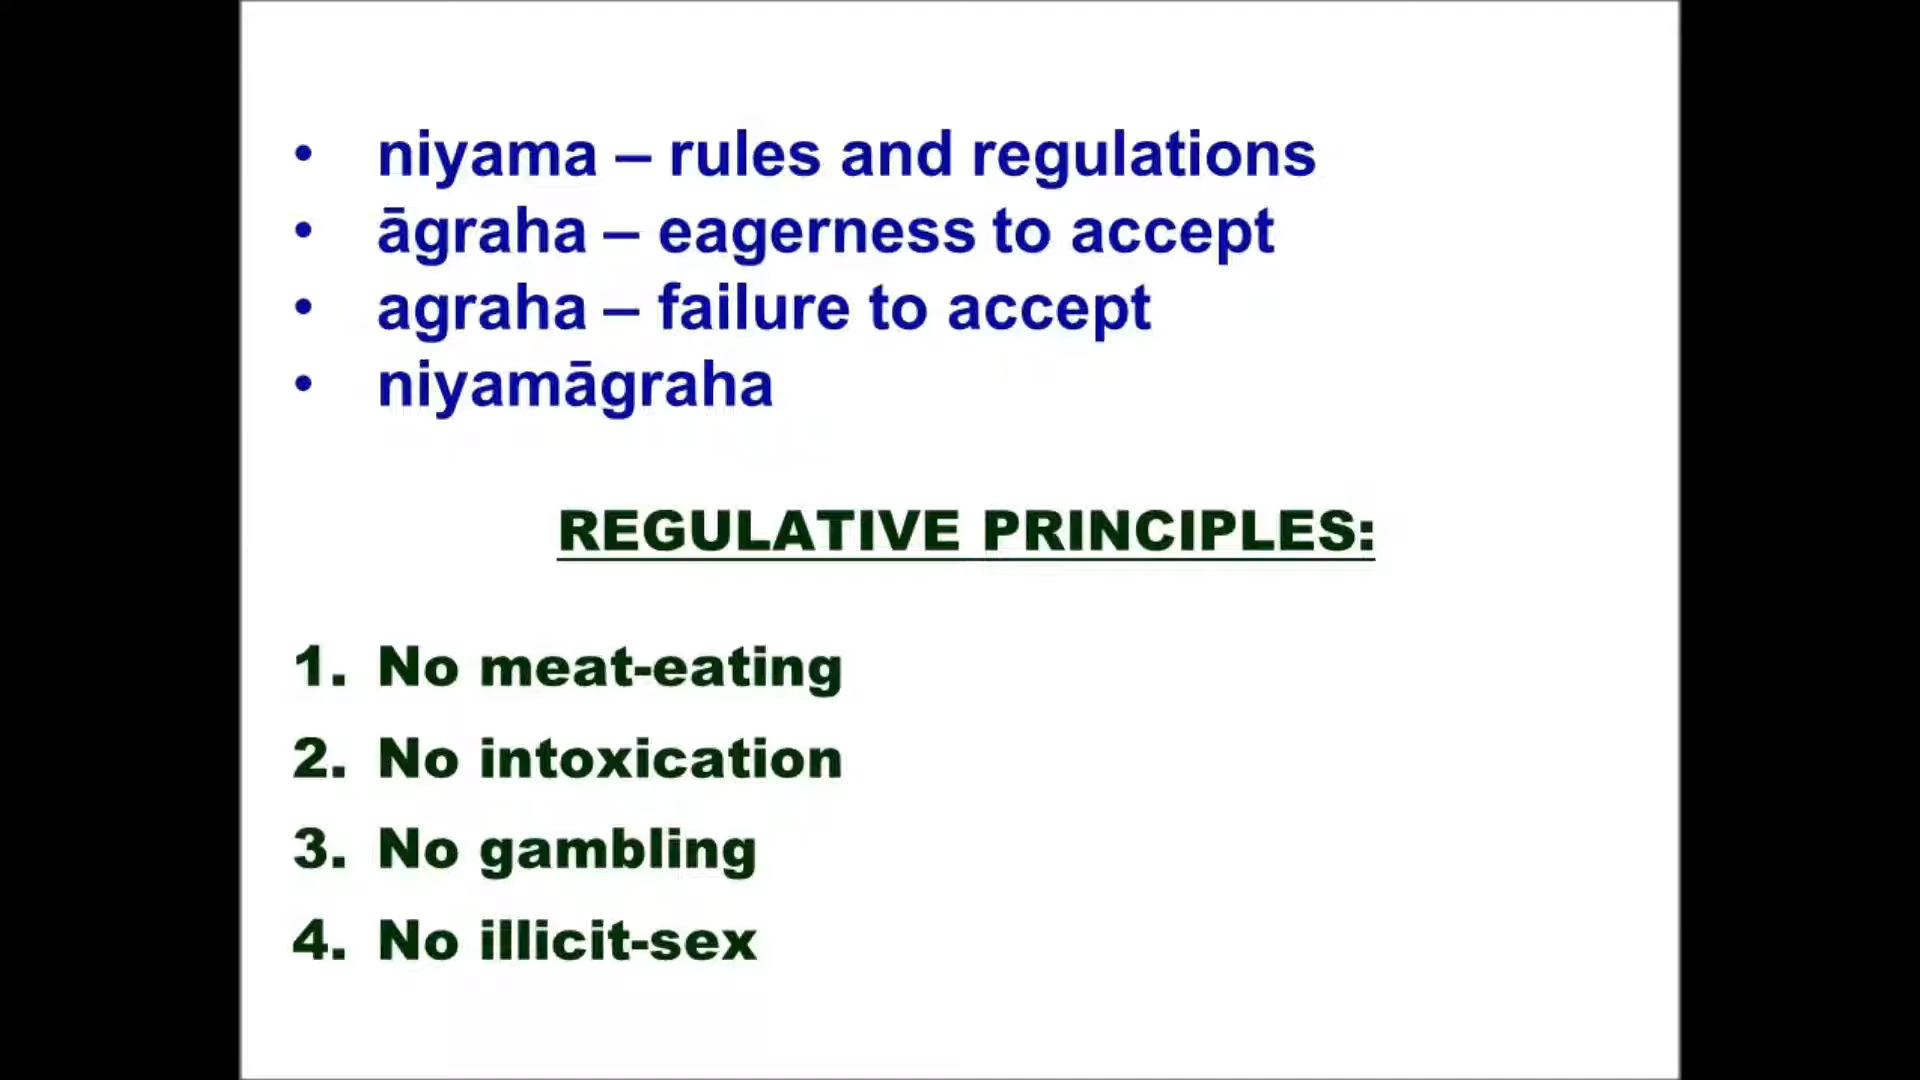 • niyama – rules and regulations
• āgraha – eagerness to accept
• agraha – failure to accept
• niyamāgraha
REGULATIVE PRINCIPLES:
1. No meat-eating
2. No intoxication
3. No gambling
4. No illicit-sex